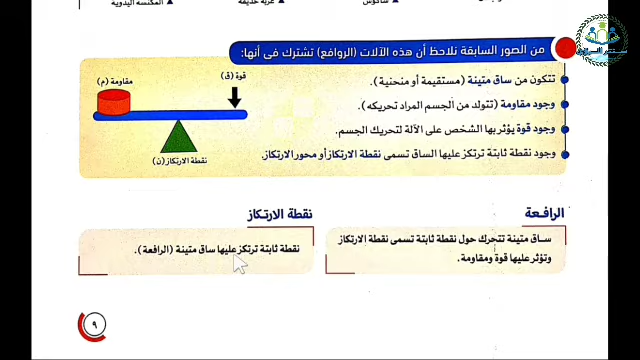 المكنسة اليدوية
من الصور السابقة نلاحظ أن هذه الآلات (الروافع) تشترك فى أنها:
تتكون من ساق متينة (مستقيمة أو منحنية).
وجود مقاومة (تتولد من الجسم المراد تحريكه).
وجود قوة يؤثر بها الشخص على الآلة لتحريك الجسم.
وجود نقطة ثابتة ترتكز عليها الساق تسمى نقطة الارتكاز أو محور الارتكاز.
قوة (ق)
مقاومة (م)
نقطة الارتكاز (ن)
الرافعة
ساق متينة تتحرك حول نقطة ثابتة تسمى نقطة الارتكاز
وتؤثر عليها قوة ومقاومة.
نقطة الارتكاز
نقطة ثابتة ترتكز عليها ساق متينة (الرافعة).
٩